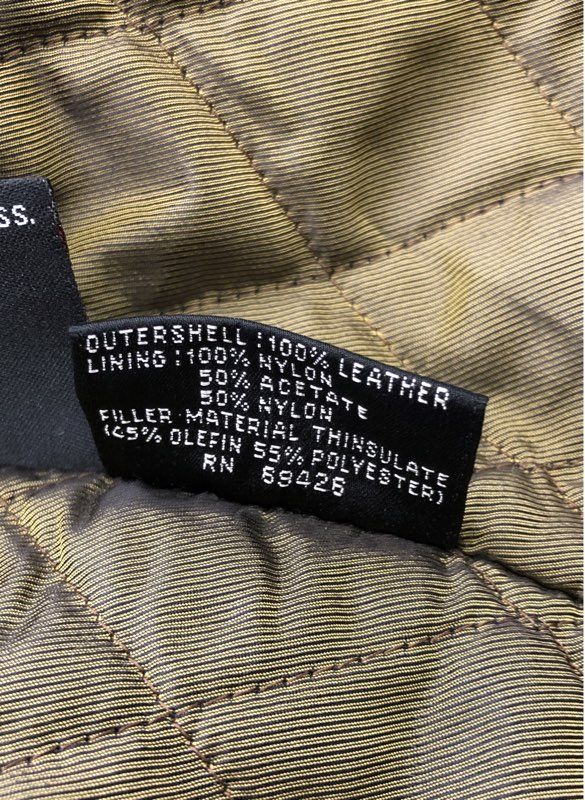 SS.
OUTERSHELL : 100% LEATHER
LINING : 100% NYLON
50% ACETATE
50% NYLON
FILLER MATERIAL THINSULATE
(45% OLEFIN 55% POLYESTER)
RN 69426